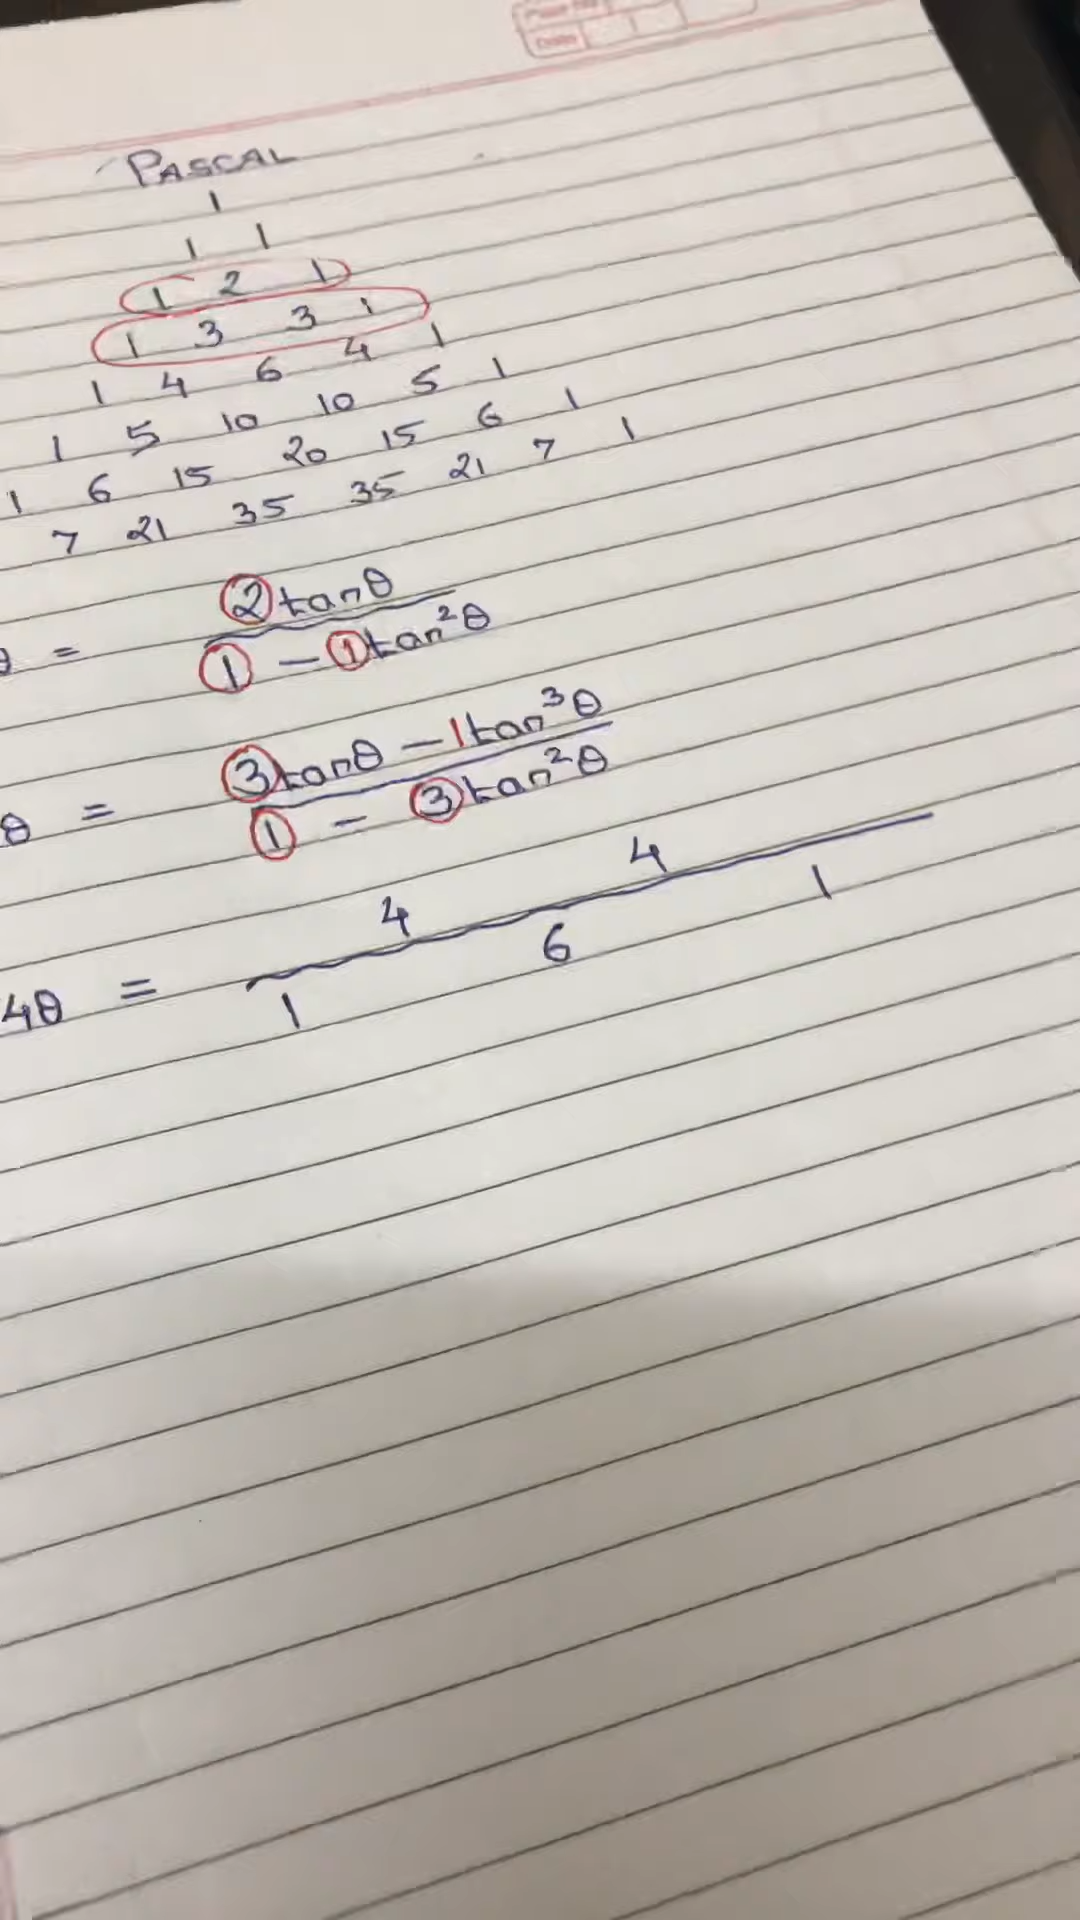 Date
PASCAL
1
1 1
1 2 1
1 3 3 1
1 4 6 4 1
1 5 10 10 5 1
1 6 15 20 15 6 1
7 21 35 35 21 7 1
θ = 2tanθ
1 - 1tan²θ
θ = 3tanθ - 1tan³θ
1 - 3tan²θ
4 4
4θ =
1 6 1